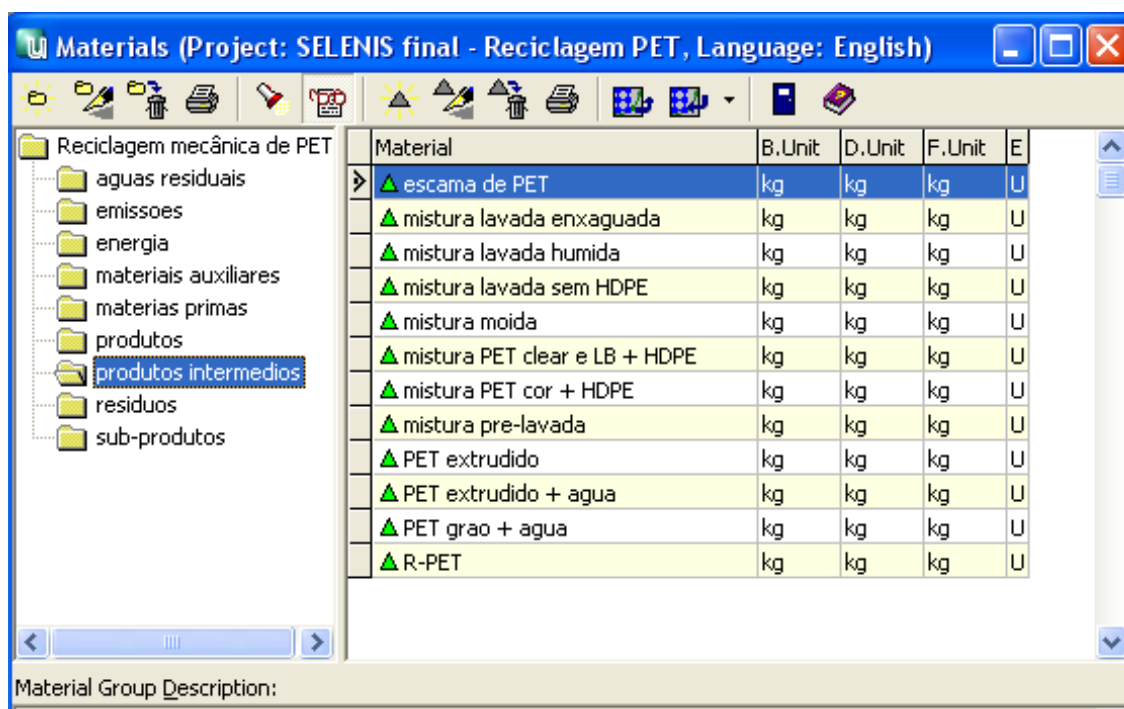 Materials (Project: SELENIS final - Reciclagem PET, Language: English)
Reciclagem mecânica de PET
aguas residuais
emissoes
energia
materiais auxiliares
materias primas
produtos
produtos intermedios
residuos
sub-produtos
Material B.Unit D.Unit F.Unit E
escama de PET kg kg kg U
mistura lavada enxaguada kg kg kg U
mistura lavada humida kg kg kg U
mistura lavada sem HDPE kg kg kg U
mistura moida kg kg kg U
mistura PET clear e LB + HDPE kg kg kg U
mistura PET cor + HDPE kg kg kg U
mistura pre-lavada kg kg kg U
PET extrudido kg kg kg U
PET extrudido + agua kg kg kg U
PET grao + agua kg kg kg U
R-PET kg kg kg U
Material Group Description: